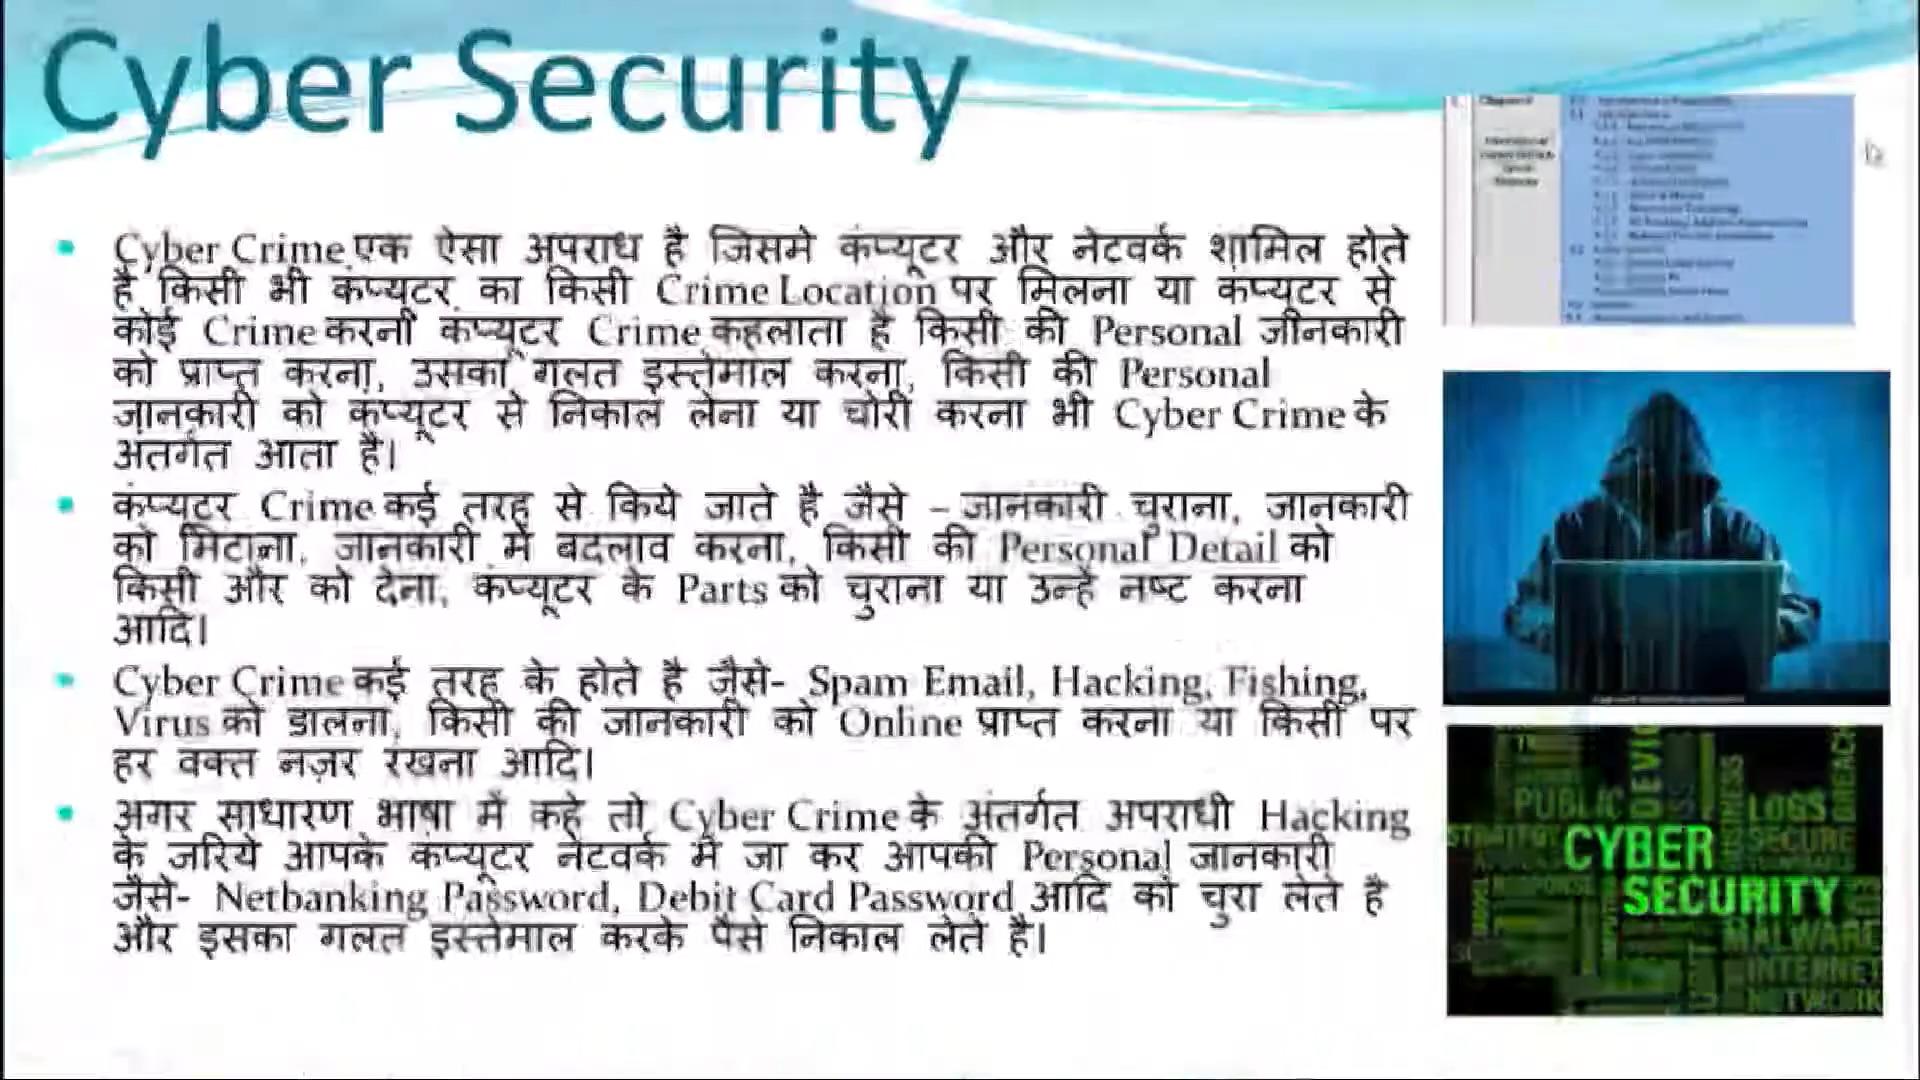 Cyber Security
Cyber Crime एक ऐसा अपराध है जिसमे कंप्यूटर और नेटवर्क शामिल होते
है किसी भी कंप्यूटर का किसी Crime Location पर मिलना या कंप्यूटर से
कोई Crime करना कंप्यूटर Crime कहलाता है किसी की Personal जानकारी
को प्राप्त करना, उसका गलत इस्तेमाल करना, किसी की Personal
जानकारी को कंप्यूटर से निकाल लेना या चोरी करना भी Cyber Crime के
अंतर्गत आता है।
कंप्यूटर Crime कई तरह से किये जाते है जैसे – जानकारी चुराना, जानकारी
को मिटाना, जानकारी में बदलाव करना, किसी की Personal Detail को
किसी और को देना, कंप्यूटर के Parts को चुराना या उन्हें नष्ट करना
आदि।
Cyber Crime कई तरह के होते है जैसे- Spam Email, Hacking, Fishing,
Virus को डालना, किसी की जानकारी को Online प्राप्त करना या किसी पर
हर वक्त नज़र रखना आदि।
अगर साधारण भाषा में कहे तो Cyber Crime के अंतर्गत अपराधी Hacking
के जरिये आपके कंप्यूटर नेटवर्क में जा कर आपकी Personal जानकारी
जैसे- Netbanking Password, Debit Card Password आदि को चुरा लेते है
और इसका गलत इस्तेमाल करके पैसे निकाल लेते है।
PUBLIC
LOGS
STRATEGY
CYBER
SECURE
SECURITY
MALWARE
INTERNET
NETWORK